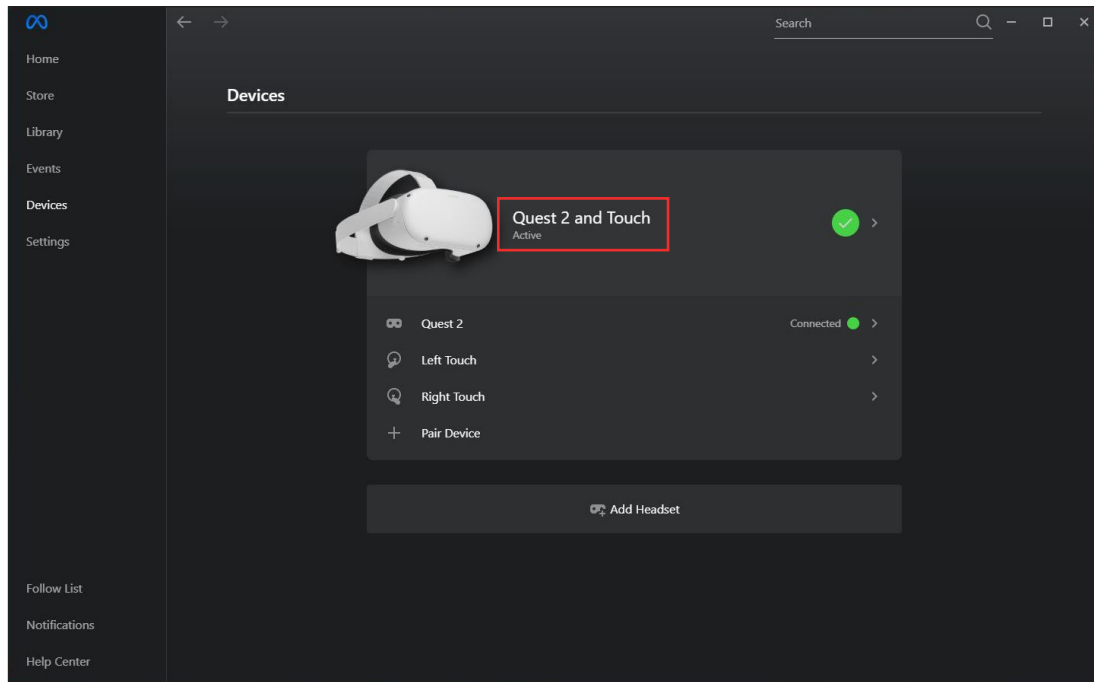 Search
Home
Store
Library
Events
Devices
Settings
Devices
Quest 2 and Touch
Active
Quest 2
Connected
Left Touch
Right Touch
Pair Device
Add Headset
Follow List
Notifications
Help Center